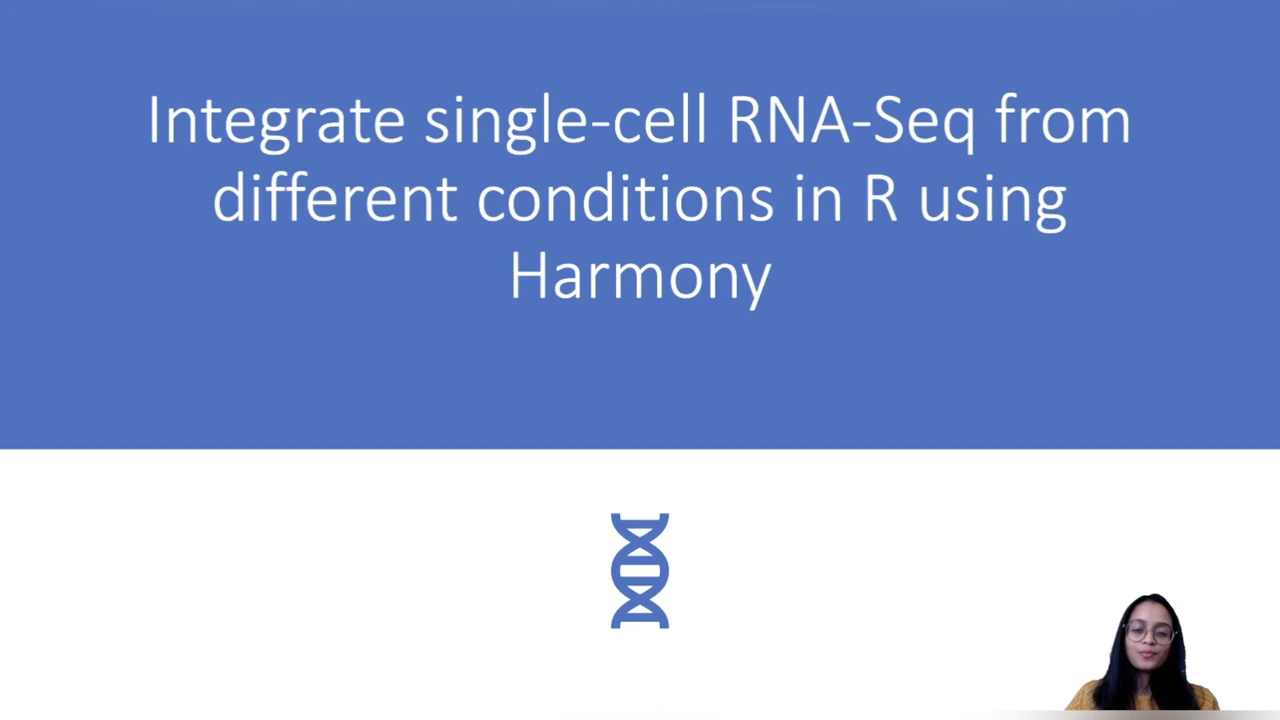 Integrate single-cell RNA-Seq from
different conditions in R using
Harmony